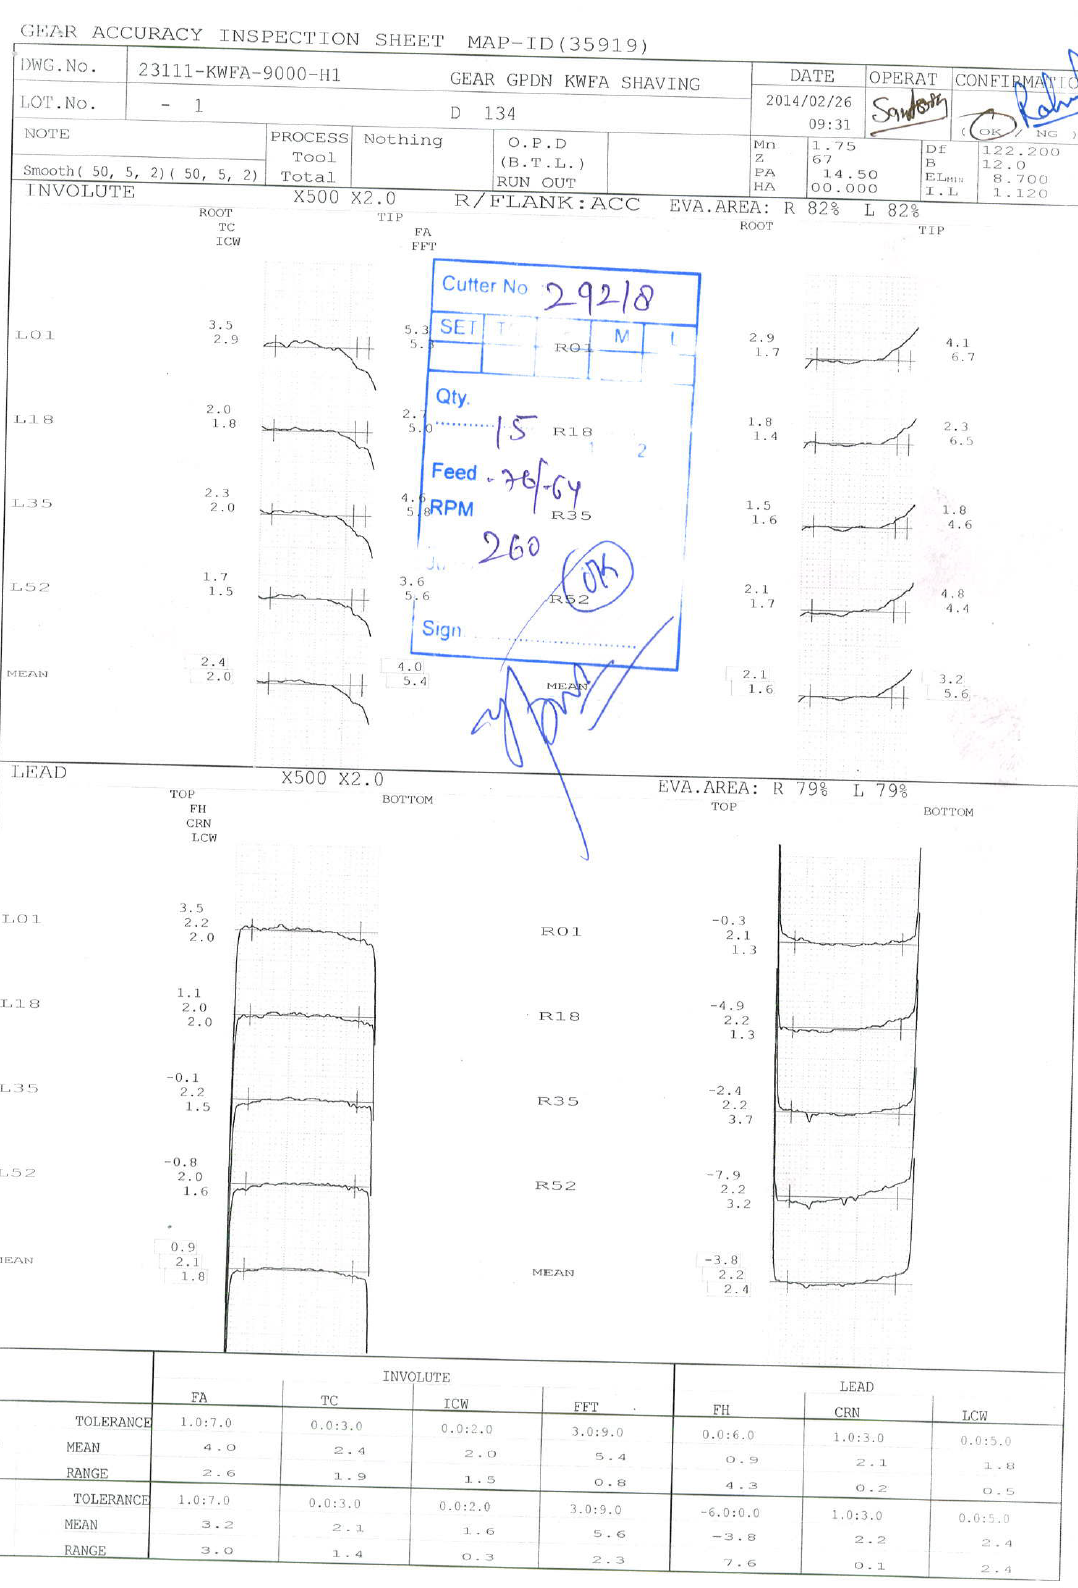 GEAR ACCURACY INSPECTION SHEET MAP-ID(35919)
DWG.No. 23111-KWFA-9000-H1 GEAR GPDN KWFA SHAVING DATE OPERAT CONFIRMATIO
LOT.No. - 1 D 134 2014/02/26 09:31 ( OK / NG )
NOTE PROCESS Nothing O.P.D Mn 1.75 Df 122.200
Tool (B.T.L.) Z 67 B 12.0
Smooth( 50, 5, 2)( 50, 5, 2) Total RUN OUT PA 14.50 ELMIN 8.700
HA 00.000 I.L 1.120
INVOLUTE X500 X2.0 R/FLANK:ACC EVA.AREA: R 82% L 82%
ROOT TIP ROOT TIP
TC FA
ICW FFT
Cutter No 29218
SET T M L
L01 3.5 5.3 R01 2.9 4.1
2.9 1.7 6.7
Qty. 15
L18 2.0 R18 1.8 2.3
1.8 5.0 1.4 6.5
1 2
Feed .76/.64
L35 2.3 R35 1.5 1.8
2.0 5.8 1.6 4.6
RPM 260
OK
L52 1.7 3.6 R52 2.1 4.8
1.5 5.6 1.7 4.4
Sign
MEAN 2.4 4.0 MEAN 2.1 3.2
2.0 5.4 1.6 5.6
LEAD X500 X2.0 EVA.AREA: R 79% L 79%
TOP BOTTOM TOP BOTTOM
FH
CRN
LCW
L01 3.5 R01 -0.3
2.2 2.1
2.0 1.3
L18 1.1 R18 -4.9
2.0 2.2
2.0 1.3
L35 -0.1 R35 -2.4
2.2 2.2
1.5 3.7
L52 -0.8 R52 -7.9
2.0 2.2
1.6 3.2
MEAN 0.9 MEAN -3.8
2.1 2.2
1.8 2.4
INVOLUTE LEAD
FA TC ICW FFT FH CRN LCW
TOLERANCE 1.0:7.0 0.0:3.0 0.0:2.0 3.0:9.0 0.0:6.0 1.0:3.0 0.0:5.0
MEAN 4.0 2.4 2.0 5.4 0.9 2.1 1.8
RANGE 2.6 1.9 1.5 0.8 4.3 0.2 0.5
TOLERANCE 1.0:7.0 0.0:3.0 0.0:2.0 3.0:9.0 -6.0:0.0 1.0:3.0 0.0:5.0
MEAN 3.2 2.1 1.6 5.6 -3.8 2.2 2.4
RANGE 3.0 1.4 0.3 2.3 7.6 0.1 2.4